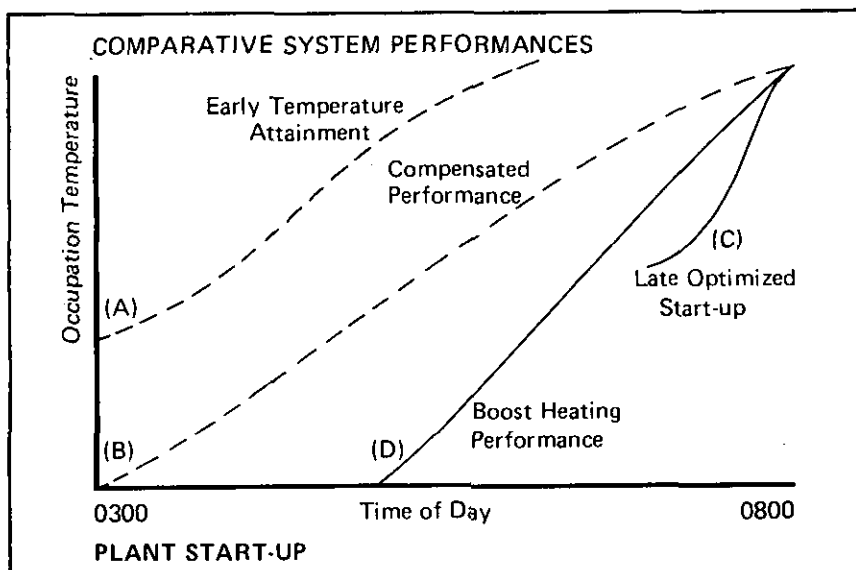 COMPARATIVE SYSTEM PERFORMANCES
Occupation Temperature
Early Temperature
Attainment
Compensated
Performance
(A)
(C)
Late Optimized
Start-up
Boost Heating
Performance
(B)
(D)
0300
Time of Day
0800
PLANT START-UP